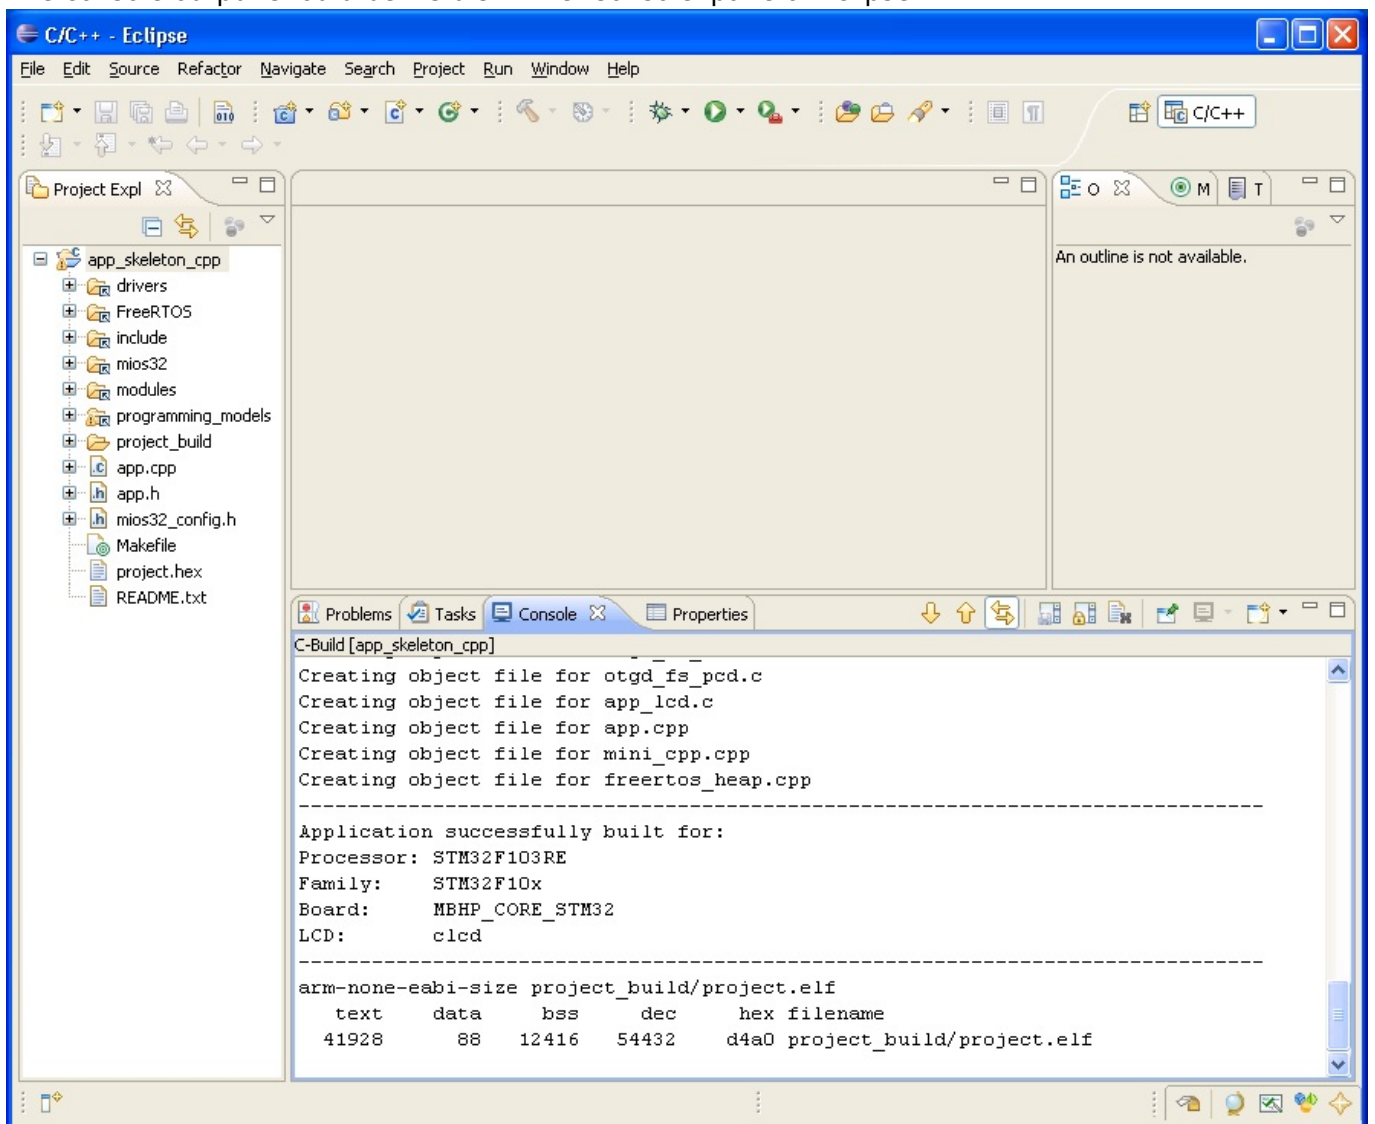 C/C++ - Eclipse
File Edit Source Refactor Navigate Search Project Run Window Help
010
C/C++
Project Expl
O M T
An outline is not available.
app_skeleton_cpp
drivers
FreeRTOS
include
mios32
modules
programming_models
project_build
app.cpp
app.h
mios32_config.h
Makefile
project.hex
README.txt
Problems Tasks Console Properties
C-Build [app_skeleton_cpp]
Creating object file for otgd_fs_pcd.c
Creating object file for app_lcd.c
Creating object file for app.cpp
Creating object file for mini_cpp.cpp
Creating object file for freertos_heap.cpp
-------------------------------------------------------------------------------
Application successfully built for:
Processor: STM32F103RE
Family: STM32F10x
Board: MBHP_CORE_STM32
LCD: clcd
-------------------------------------------------------------------------------
arm-none-eabi-size project_build/project.elf
text data bss dec hex filename
41928 88 12416 54432 d4a0 project_build/project.elf